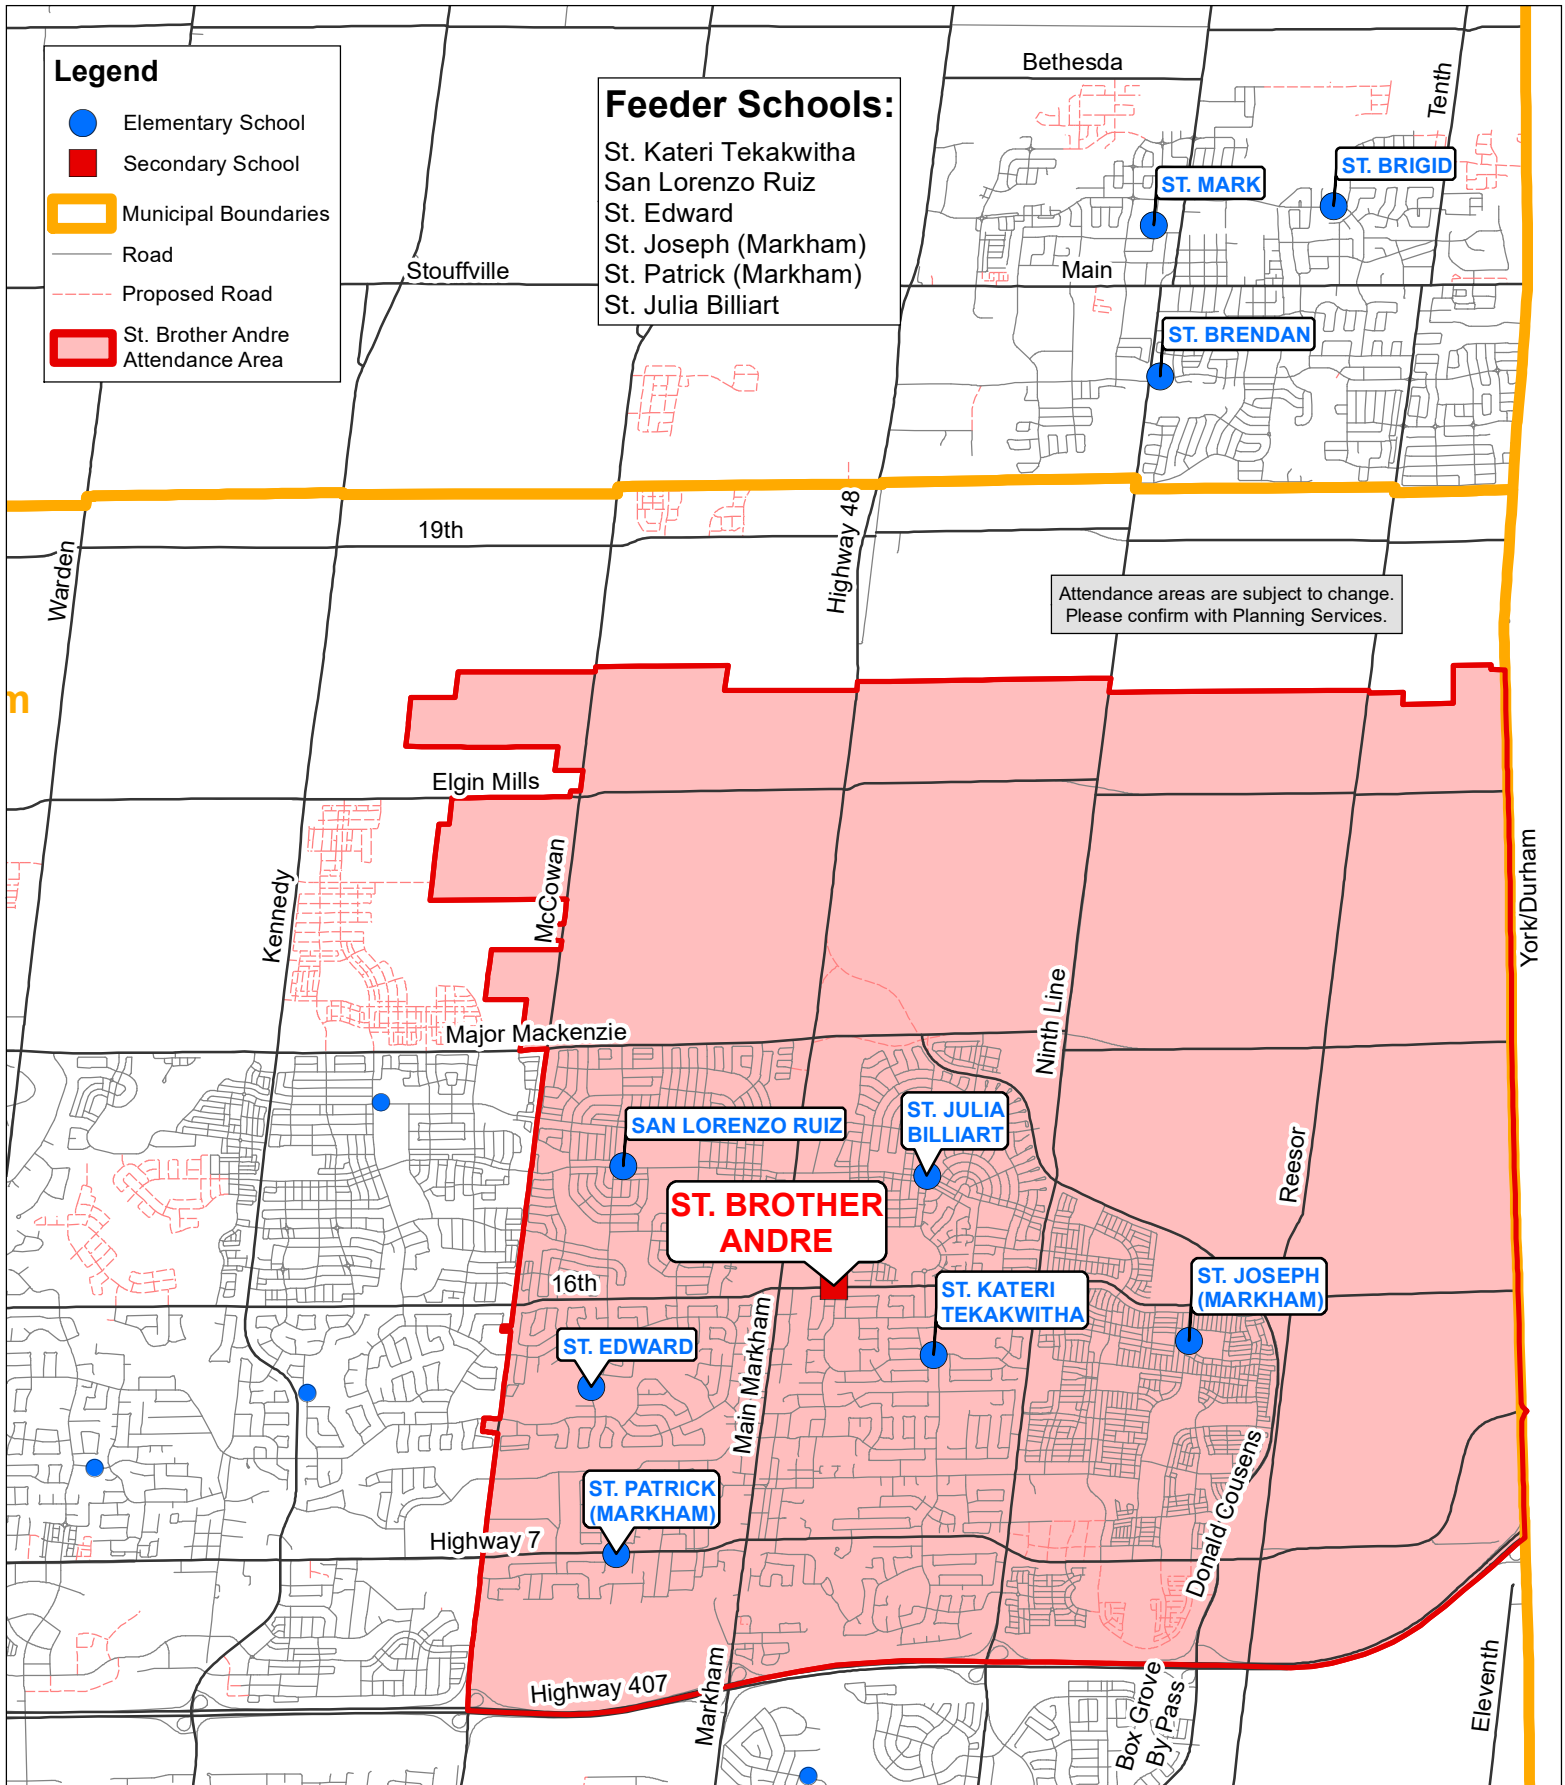 Legend
Elementary School
Secondary School
Municipal Boundaries
Road
Proposed Road
St. Brother Andre
Attendance Area
Feeder Schools:
St. Kateri Tekakwitha
San Lorenzo Ruiz
St. Edward
St. Joseph (Markham)
St. Patrick (Markham)
St. Julia Billiart
Bethesda
Tenth
ST. BRIGID
ST. MARK
Stouffville
Main
ST. BRENDAN
19th
Highway 48
Warden
Attendance areas are subject to change.
Please confirm with Planning Services.
m
Elgin Mills
McCowan
Kennedy
York/Durham
Ninth Line
Major Mackenzie
SAN LORENZO RUIZ
ST. JULIA
BILLIART
Reesor
ST. BROTHER
ANDRE
16th
ST. KATERI
TEKAKWITHA
ST. JOSEPH
(MARKHAM)
ST. EDWARD
Main Markham
Donald Cousens
ST. PATRICK
(MARKHAM)
Highway 7
Highway 407
Markham
Box Grove
By Pass
Eleventh